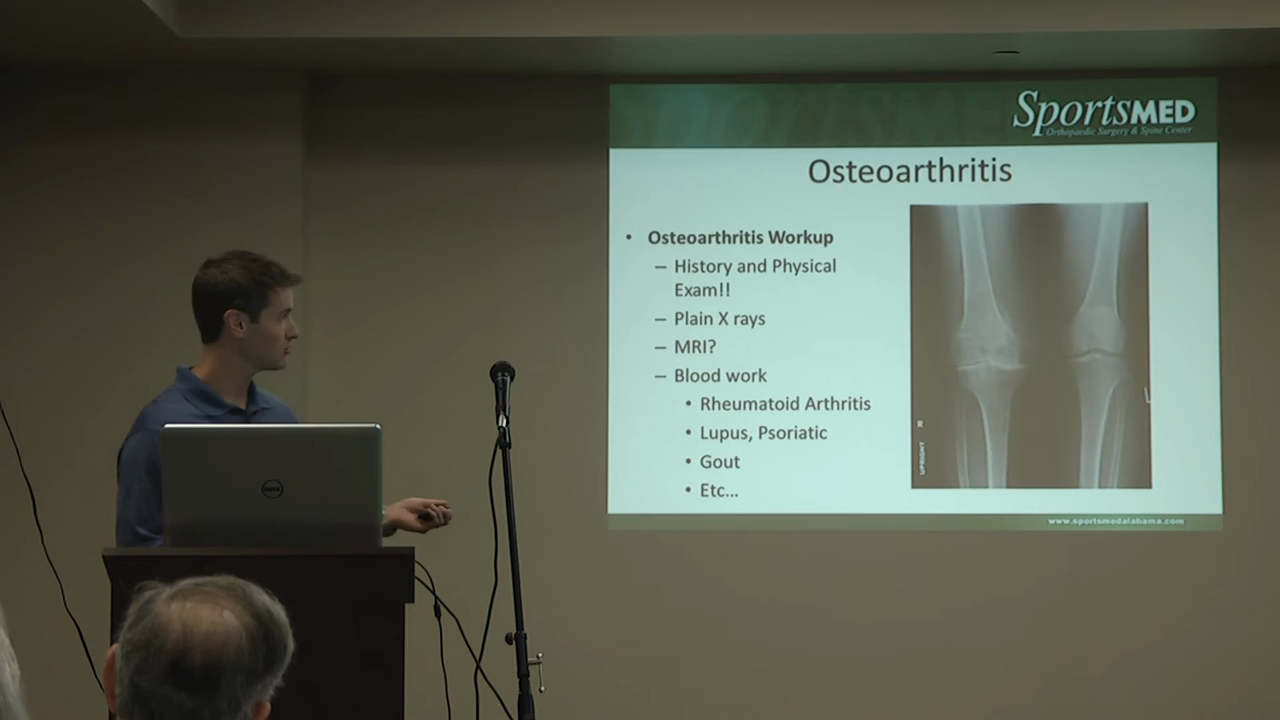 SPORTSMED
Orthopaedic Surgery & Spine Center
Osteoarthritis
• Osteoarthritis Workup
– History and Physical
Exam!!
– Plain X rays
– MRI?
– Blood work
• Rheumatoid Arthritis
• Lupus, Psoriatic
• Gout
• Etc...
R
UPRIGHT
L
www.sportsmedalabama.com
DELL